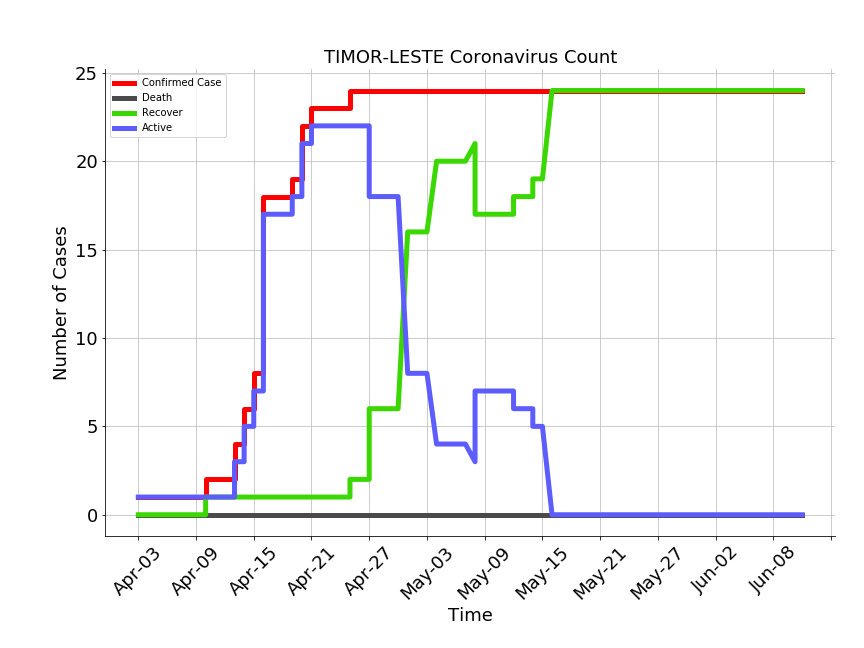 TIMOR-LESTE Coronavirus Count
Confirmed Case
Death
Recover
Active
Number of Cases
25
20
15
10
5
0
Apr-03
Apr-09
Apr-15
Apr-21
Apr-27
May-03
May-09
May-15
May-21
May-27
Jun-02
Jun-08
Time